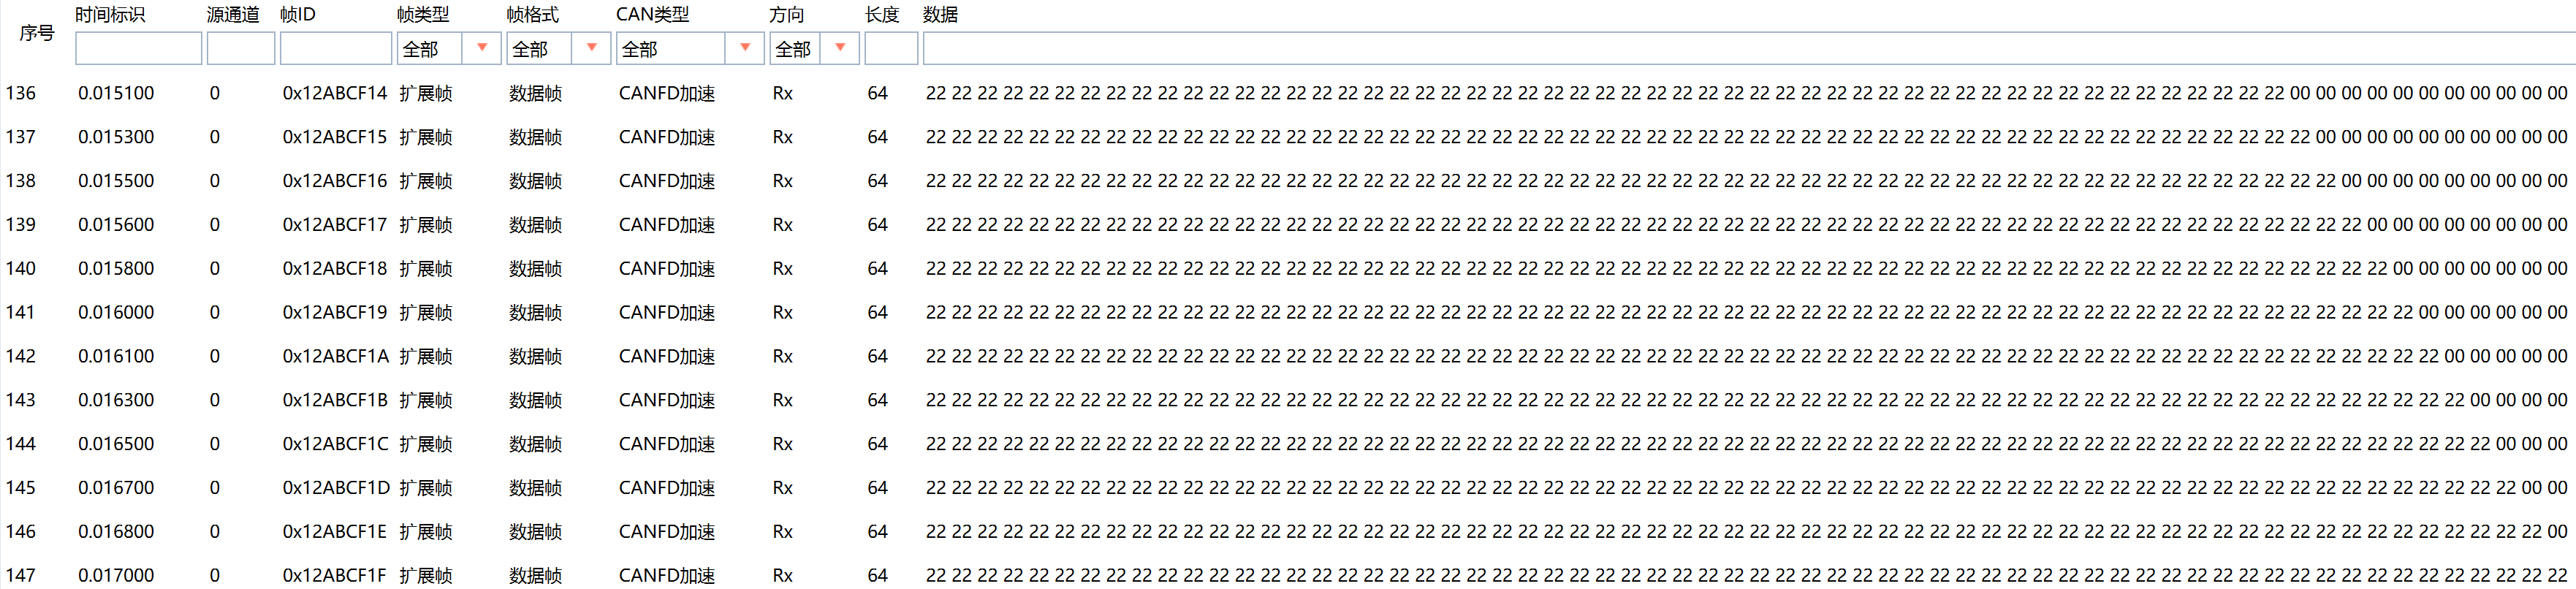 时间标识 源通道 帧ID 帧类型 帧格式 CAN类型 方向 长度 数据
序号
全部 全部 全部 全部
136 0.015100 0 0x12ABCF14 扩展帧 数据帧 CANFD加速 Rx 64 22 22 22 22 22 22 22 22 22 22 22 22 22 22 22 22 22 22 22 22 22 22 22 22 22 22 22 22 22 22 22 22 22 22 22 22 22 22 22 22 22 22 22 22 22 22 22 22 22 22 22 22 22 00 00 00 00 00 00 00 00 00 00 00
137 0.015300 0 0x12ABCF15 扩展帧 数据帧 CANFD加速 Rx 64 22 22 22 22 22 22 22 22 22 22 22 22 22 22 22 22 22 22 22 22 22 22 22 22 22 22 22 22 22 22 22 22 22 22 22 22 22 22 22 22 22 22 22 22 22 22 22 22 22 22 22 22 22 22 00 00 00 00 00 00 00 00 00 00
138 0.015500 0 0x12ABCF16 扩展帧 数据帧 CANFD加速 Rx 64 22 22 22 22 22 22 22 22 22 22 22 22 22 22 22 22 22 22 22 22 22 22 22 22 22 22 22 22 22 22 22 22 22 22 22 22 22 22 22 22 22 22 22 22 22 22 22 22 22 22 22 22 22 22 22 00 00 00 00 00 00 00 00 00
139 0.015600 0 0x12ABCF17 扩展帧 数据帧 CANFD加速 Rx 64 22 22 22 22 22 22 22 22 22 22 22 22 22 22 22 22 22 22 22 22 22 22 22 22 22 22 22 22 22 22 22 22 22 22 22 22 22 22 22 22 22 22 22 22 22 22 22 22 22 22 22 22 22 22 22 22 00 00 00 00 00 00 00 00
140 0.015800 0 0x12ABCF18 扩展帧 数据帧 CANFD加速 Rx 64 22 22 22 22 22 22 22 22 22 22 22 22 22 22 22 22 22 22 22 22 22 22 22 22 22 22 22 22 22 22 22 22 22 22 22 22 22 22 22 22 22 22 22 22 22 22 22 22 22 22 22 22 22 22 22 22 22 00 00 00 00 00 00 00
141 0.016000 0 0x12ABCF19 扩展帧 数据帧 CANFD加速 Rx 64 22 22 22 22 22 22 22 22 22 22 22 22 22 22 22 22 22 22 22 22 22 22 22 22 22 22 22 22 22 22 22 22 22 22 22 22 22 22 22 22 22 22 22 22 22 22 22 22 22 22 22 22 22 22 22 22 22 22 00 00 00 00 00 00
142 0.016100 0 0x12ABCF1A 扩展帧 数据帧 CANFD加速 Rx 64 22 22 22 22 22 22 22 22 22 22 22 22 22 22 22 22 22 22 22 22 22 22 22 22 22 22 22 22 22 22 22 22 22 22 22 22 22 22 22 22 22 22 22 22 22 22 22 22 22 22 22 22 22 22 22 22 22 22 22 00 00 00 00 00
143 0.016300 0 0x12ABCF1B 扩展帧 数据帧 CANFD加速 Rx 64 22 22 22 22 22 22 22 22 22 22 22 22 22 22 22 22 22 22 22 22 22 22 22 22 22 22 22 22 22 22 22 22 22 22 22 22 22 22 22 22 22 22 22 22 22 22 22 22 22 22 22 22 22 22 22 22 22 22 22 22 00 00 00 00
144 0.016500 0 0x12ABCF1C 扩展帧 数据帧 CANFD加速 Rx 64 22 22 22 22 22 22 22 22 22 22 22 22 22 22 22 22 22 22 22 22 22 22 22 22 22 22 22 22 22 22 22 22 22 22 22 22 22 22 22 22 22 22 22 22 22 22 22 22 22 22 22 22 22 22 22 22 22 22 22 22 22 00 00 00
145 0.016700 0 0x12ABCF1D 扩展帧 数据帧 CANFD加速 Rx 64 22 22 22 22 22 22 22 22 22 22 22 22 22 22 22 22 22 22 22 22 22 22 22 22 22 22 22 22 22 22 22 22 22 22 22 22 22 22 22 22 22 22 22 22 22 22 22 22 22 22 22 22 22 22 22 22 22 22 22 22 22 22 00 00
146 0.016800 0 0x12ABCF1E 扩展帧 数据帧 CANFD加速 Rx 64 22 22 22 22 22 22 22 22 22 22 22 22 22 22 22 22 22 22 22 22 22 22 22 22 22 22 22 22 22 22 22 22 22 22 22 22 22 22 22 22 22 22 22 22 22 22 22 22 22 22 22 22 22 22 22 22 22 22 22 22 22 22 22 00
147 0.017000 0 0x12ABCF1F 扩展帧 数据帧 CANFD加速 Rx 64 22 22 22 22 22 22 22 22 22 22 22 22 22 22 22 22 22 22 22 22 22 22 22 22 22 22 22 22 22 22 22 22 22 22 22 22 22 22 22 22 22 22 22 22 22 22 22 22 22 22 22 22 22 22 22 22 22 22 22 22 22 22 22 22